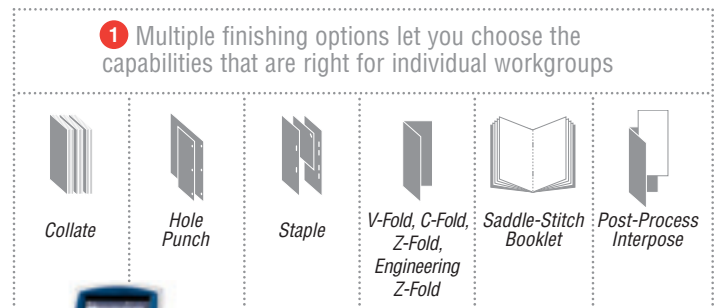 1 Multiple finishing options let you choose the
capabilities that are right for individual workgroups
Collate
Hole
Punch
Staple
V-Fold, C-Fold,
Z-Fold,
Engineering
Z-Fold
Saddle-Stitch
Booklet
Post-Process
Interpose